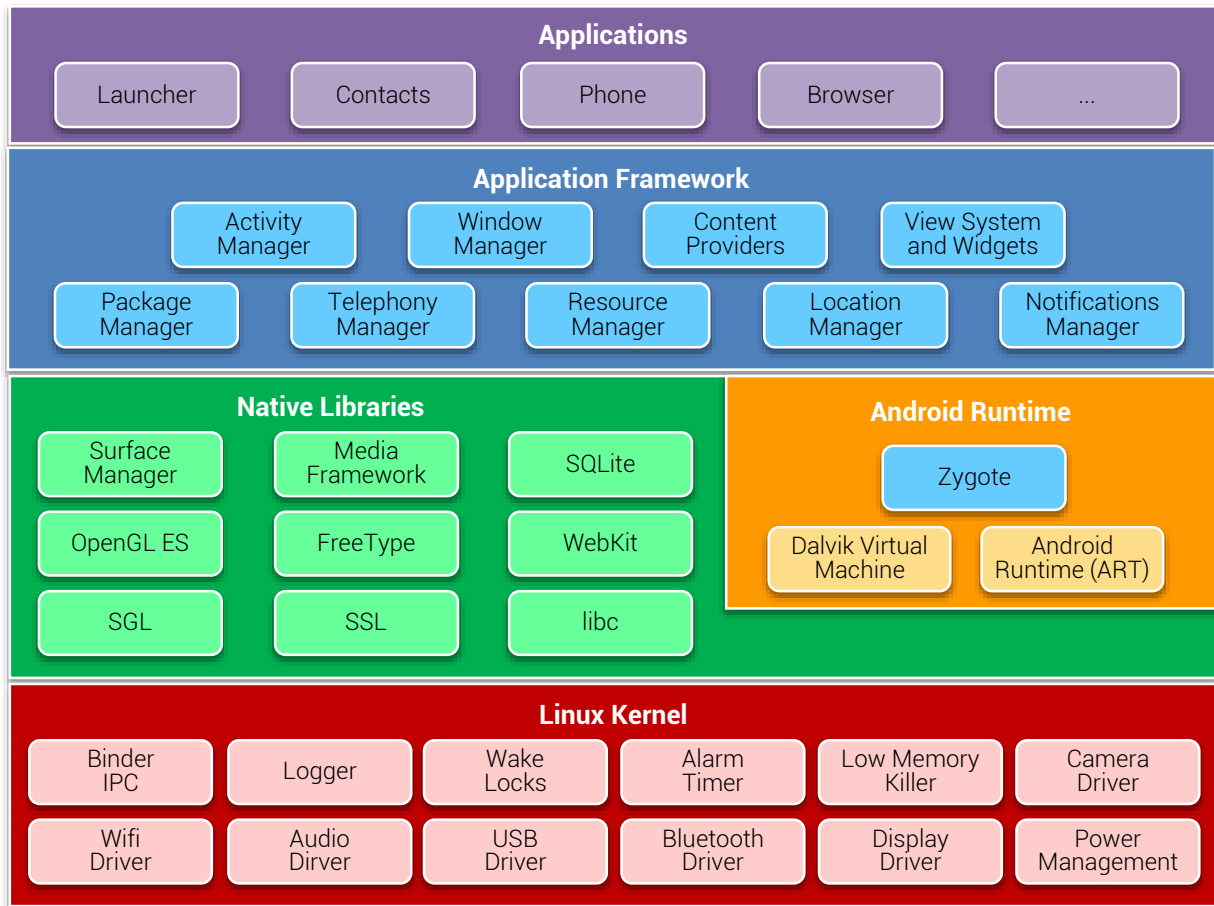 Applications
Launcher
Contacts
Phone
Browser
...
Application Framework
Activity
Manager
Window
Manager
Content
Providers
View System
and Widgets
Package
Manager
Telephony
Manager
Resource
Manager
Location
Manager
Notifications
Manager
Native Libraries
Surface
Manager
Media
Framework
SQLite
OpenGL ES
FreeType
WebKit
SGL
SSL
libc
Android Runtime
Zygote
Dalvik Virtual
Machine
Android
Runtime (ART)
Linux Kernel
Binder
IPC
Logger
Wake
Locks
Alarm
Timer
Low Memory
Killer
Camera
Driver
Wifi
Driver
Audio
Dirver
USB
Driver
Bluetooth
Driver
Display
Driver
Power
Management